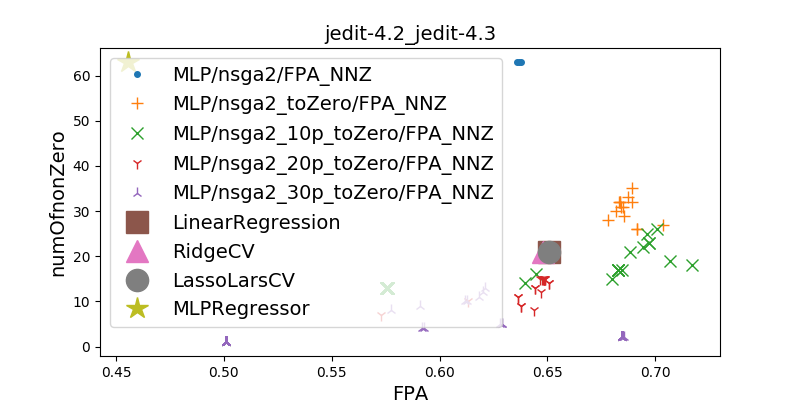 jedit-4.2_jedit-4.3
60
50
40
30
20
10
0
numOfnonZero
MLP/nsga2/FPA_NNZ
MLP/nsga2_toZero/FPA_NNZ
MLP/nsga2_10p_toZero/FPA_NNZ
MLP/nsga2_20p_toZero/FPA_NNZ
MLP/nsga2_30p_toZero/FPA_NNZ
LinearRegression
RidgeCV
LassoLarsCV
MLPRegressor
0.45 0.50 0.55 0.60 0.65 0.70
FPA